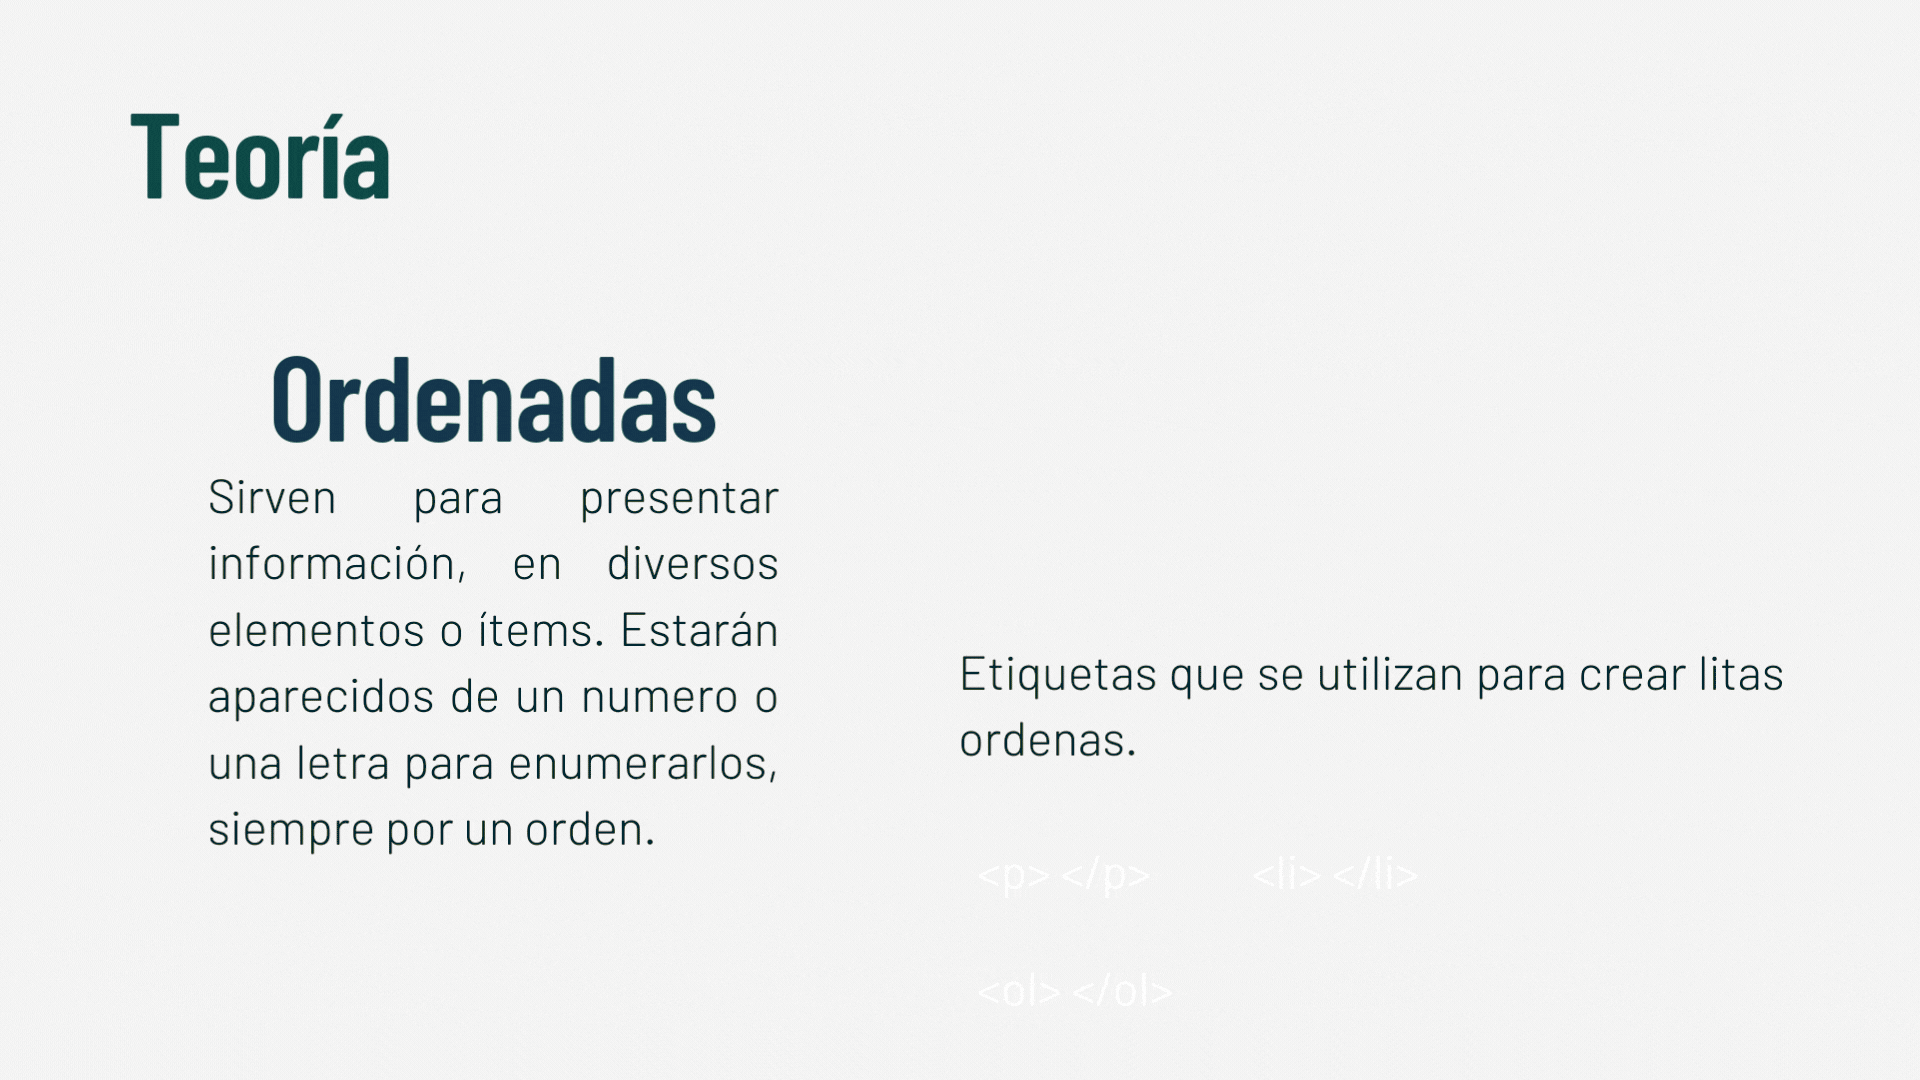 Teoría
Ordenadas
Sirven para presentar
información, en diversos
elementos o ítems. Estarán
aparecidos de un numero o
una letra para enumerarlos,
siempre por un orden.
Etiquetas que se utilizan para crear litas
ordenas.
<p> </p> <li> </li>
<ol> </ol>